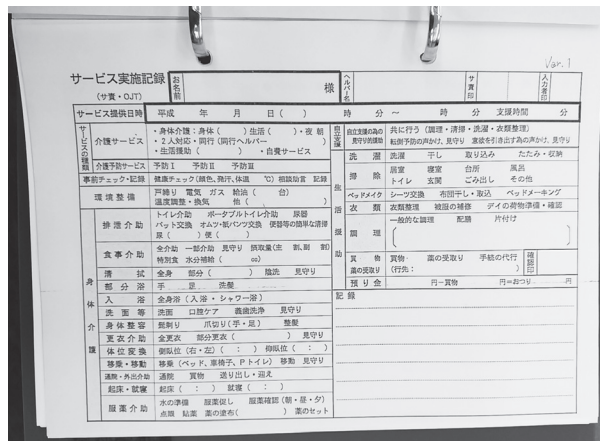 Var. 1
サービス実施記録
(サ責・OJT)
お名前 様 ヘルパー名 サ責印 入力者印
サービス提供日時 平成 年 月 日 ( ) 時 分 ～ 時 分 支援時間 分
サービスの種類
介護サービス
・身体介護：身体 ( ) 生活 ( ) ・夜 朝
・2人対応・同行 (同行ヘルパー )
・生活援助 ( ) ・自費サービス
介護予防サービス 予防Ⅰ 予防Ⅱ 予防Ⅲ
事前チェック・記録 健康チェック (顔色、発汗、体温 ℃) 相談助言 記録
環境整備
戸締り 電気 ガス 給油 ( 台)
温度調整・換気 他 ( )
身体介護
排泄介助
トイレ介助 ポータブルトイレ介助 尿器
パット交換 オムツ・紙パンツ交換 便器等の簡単な清掃
尿 ( ) 便 ( )
食事介助
全介助 一部介助 見守り 摂取量 (主 割、副 割)
特別食 水分補給 ( cc)
清拭 全身 部分 ( ) 陰洗 見守り
部分浴 手 足 洗髪
入浴 全身浴 (入浴・シャワー浴)
洗面等 洗面 口腔ケア 義歯洗浄 見守り
身体整容 髭剃り 爪切り (手・足) 整髪
更衣介助 全更衣 部分更衣 ( ) 見守り
体位変換 側臥位 (右・左) ( ： ) 仰臥位 ( ： )
移乗・移動 移乗 (ベッド、車椅子、Pトイレ) 移動 見守り
通院・外出介助 通院 買物 送り出し・迎え
起床・就寝 起床 ( ： ) 就寝 ( ： )
服薬介助
水の準備 服薬促し 服薬確認 (朝・昼・夕)
点眼 貼薬 薬の塗布 ( ) 薬のセット
自立支援
自立支援の為の見守り的援助
共に行う (調理・清掃・洗濯・衣類整理)
転倒予防の声かけ、見守り 意欲を引き出す為の声かけ、見守り
生活援助
洗濯 洗濯 干し 取り込み たたみ・収納
掃除
居室 寝室 台所 風呂
トイレ 玄関 ごみ出し その他
ベッドメイク シーツ交換 布団干し・取込 ベッドメーキング
衣類 衣類整理 被服の補修 デイの荷物準備・確認
調理
一般的な調理 配膳 片付け
買物 薬の受取り
買物 薬の受取り 手続の代行
(行先： )
確認印
預り金 円－買物 円＝おつり 円
記録